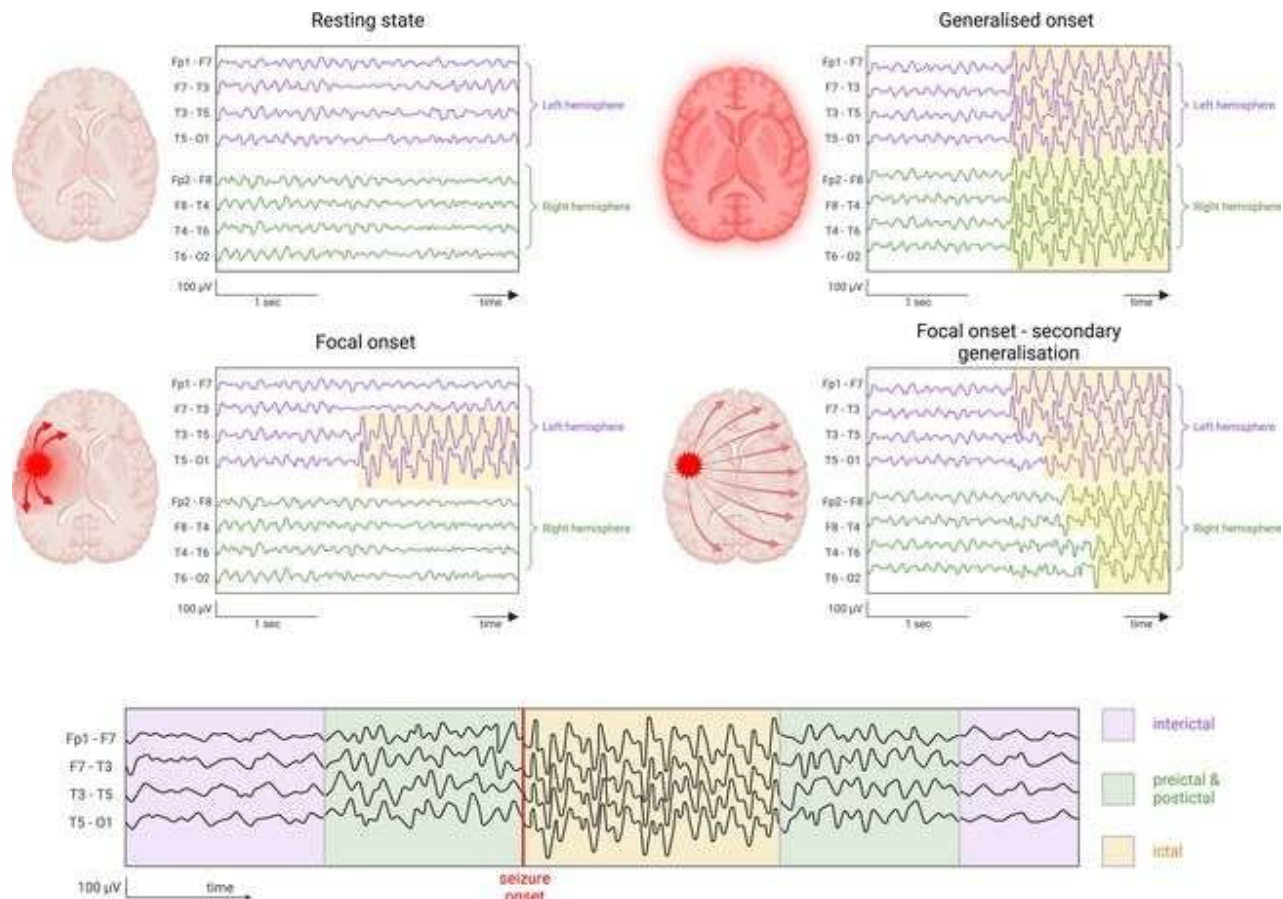 Resting state
Fp1 - F7
F7 - T3
T3 - T5
T5 - O1
Left hemisphere
Fp2 - F8
F8 - T4
T4 - T6
T6 - O2
Right hemisphere
100 µV
1 sec
time
Generalised onset
Fp1 - F7
F7 - T3
T3 - T5
T5 - O1
Left hemisphere
Fp2 - F8
F8 - T4
T4 - T6
T6 - O2
Right hemisphere
100 µV
1 sec
time
Focal onset
Fp1 - F7
F7 - T3
T3 - T5
T5 - O1
Left hemisphere
Fp2 - F8
F8 - T4
T4 - T6
T6 - O2
Right hemisphere
100 µV
1 sec
time
Focal onset - secondary
generalisation
Fp1 - F7
F7 - T3
T3 - T5
T5 - O1
Left hemisphere
Fp2 - F8
F8 - T4
T4 - T6
T6 - O2
Right hemisphere
100 µV
1 sec
time
Fp1 - F7
F7 - T3
T3 - T5
T5 - O1
100 µV
time
seizure
onset
interictal
preictal &
postictal
ictal